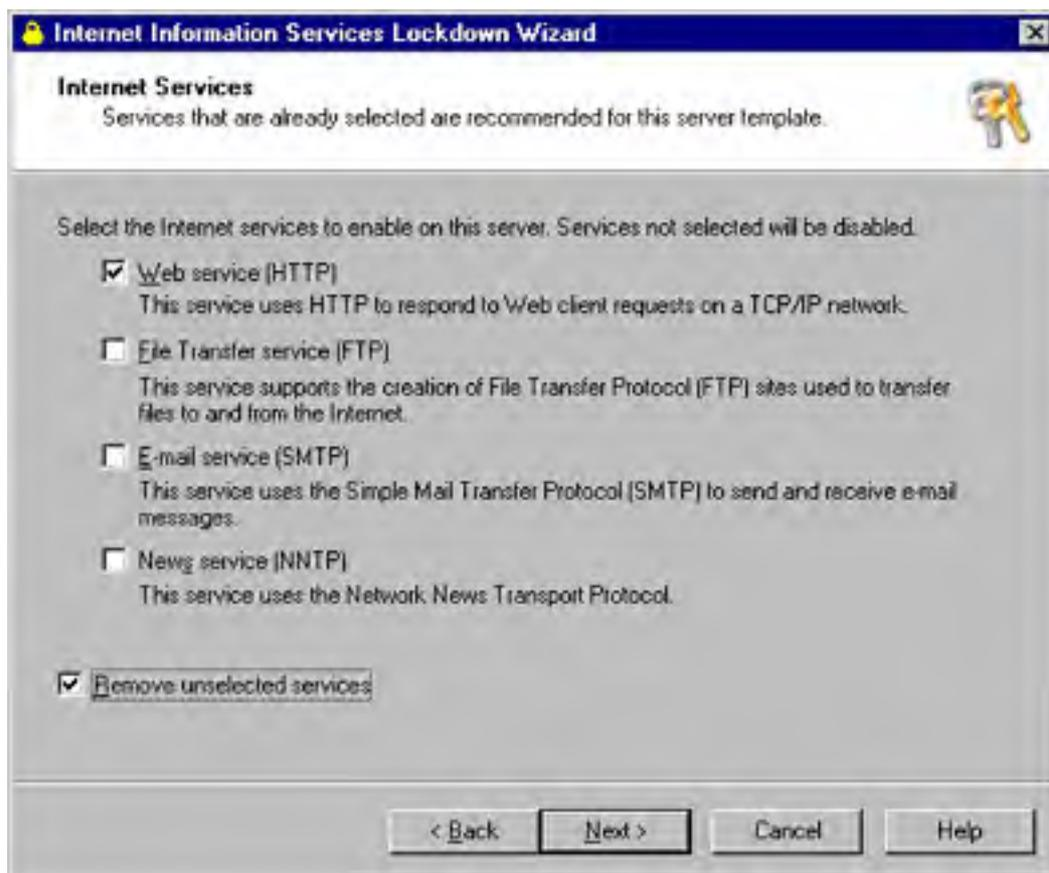 Internet Information Services Lockdown Wizard
Internet Services
Services that are already selected are recommended for this server template.
Select the Internet services to enable on this server. Services not selected will be disabled.
Web service (HTTP)
This service uses HTTP to respond to Web client requests on a TCP/IP network.
File Transfer service (FTP)
This service supports the creation of File Transfer Protocol (FTP) sites used to transfer
files to and from the Internet.
E-mail service (SMTP)
This service uses the Simple Mail Transfer Protocol (SMTP) to send and receive e-mail
messages.
News service (NNTP)
This service uses the Network News Transport Protocol.
Remove unselected services
< Back Next > Cancel Help